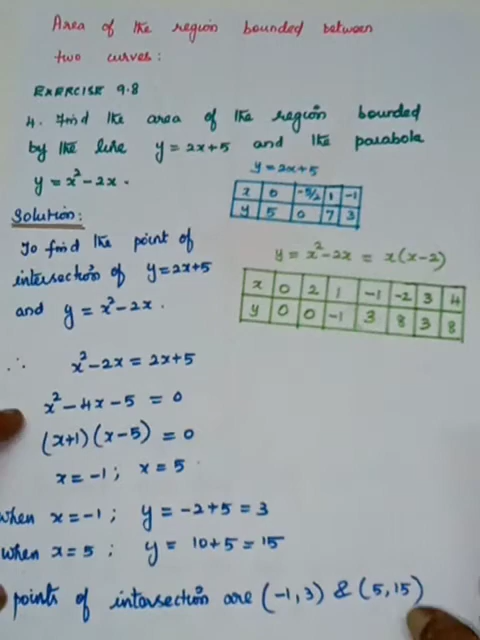 Area of the region bounded between
two curves:
EXERCISE 9.8
4. Find the area of the region bounded
by the line y = 2x+5 and the parabola
y = x² - 2x.
y = 2x+5
x 0 -5/2 1 -1
y 5 0 7 3
Solution:
To find the point of
intersection of y = 2x+5
and y = x² - 2x.
y = x² - 2x = x(x-2)
x 0 2 1 -1 -2 3 4
y 0 0 -1 3 8 3 8
∴ x² - 2x = 2x+5
x² - 4x - 5 = 0
(x+1)(x-5) = 0
x = -1; x = 5
when x = -1; y = -2+5 = 3
when x = 5; y = 10+5 = 15
points of intersection are (-1,3) & (5,15)